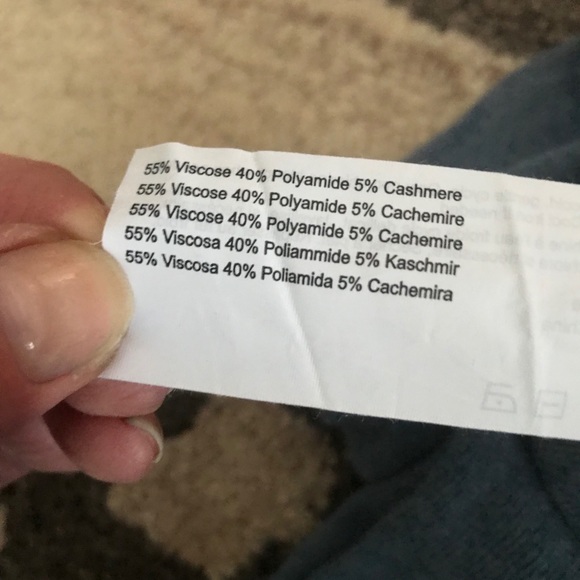 55% Viscose 40% Polyamide 5% Cashmere
55% Viscose 40% Polyamide 5% Cachemire
55% Viscose 40% Polyamide 5% Cachemire
55% Viscosa 40% Poliammide 5% Kaschmir
55% Viscosa 40% Poliamida 5% Cachemira